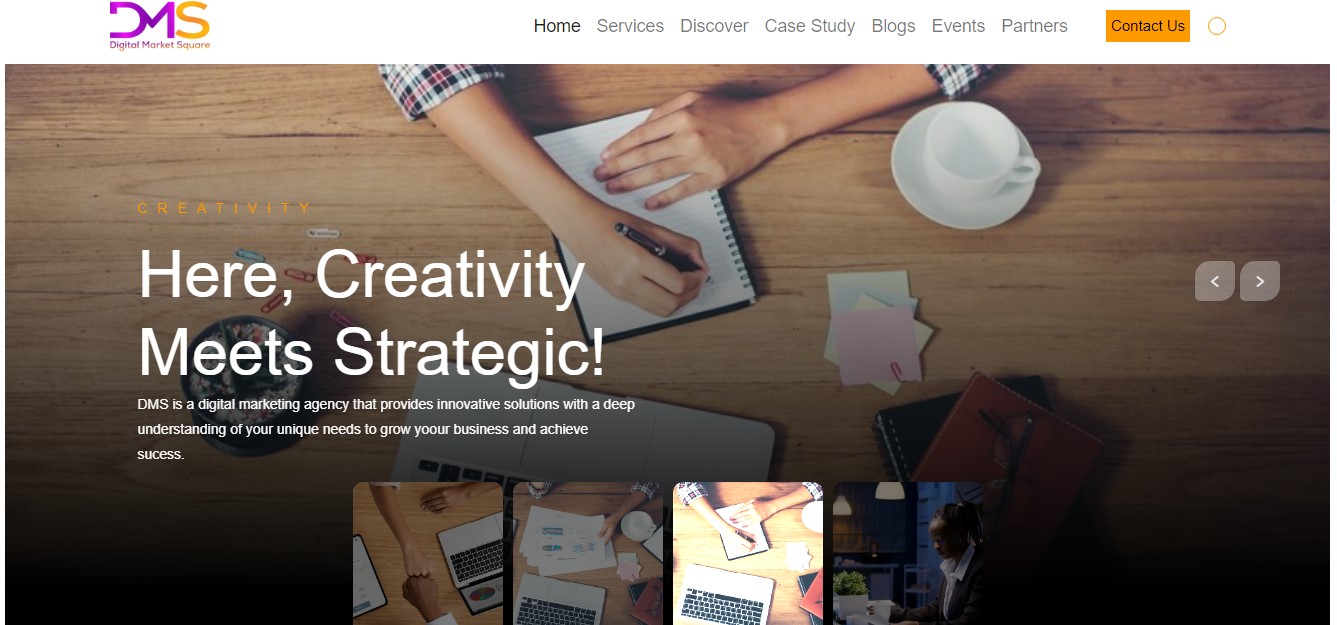 DMS
Digital Market Square
Home Services Discover Case Study Blogs Events Partners Contact Us
CREATIVITY
Here, Creativity
Meets Strategic!
DMS is a digital marketing agency that provides innovative solutions with a deep
understanding of your unique needs to grow yoour business and achieve
sucess.